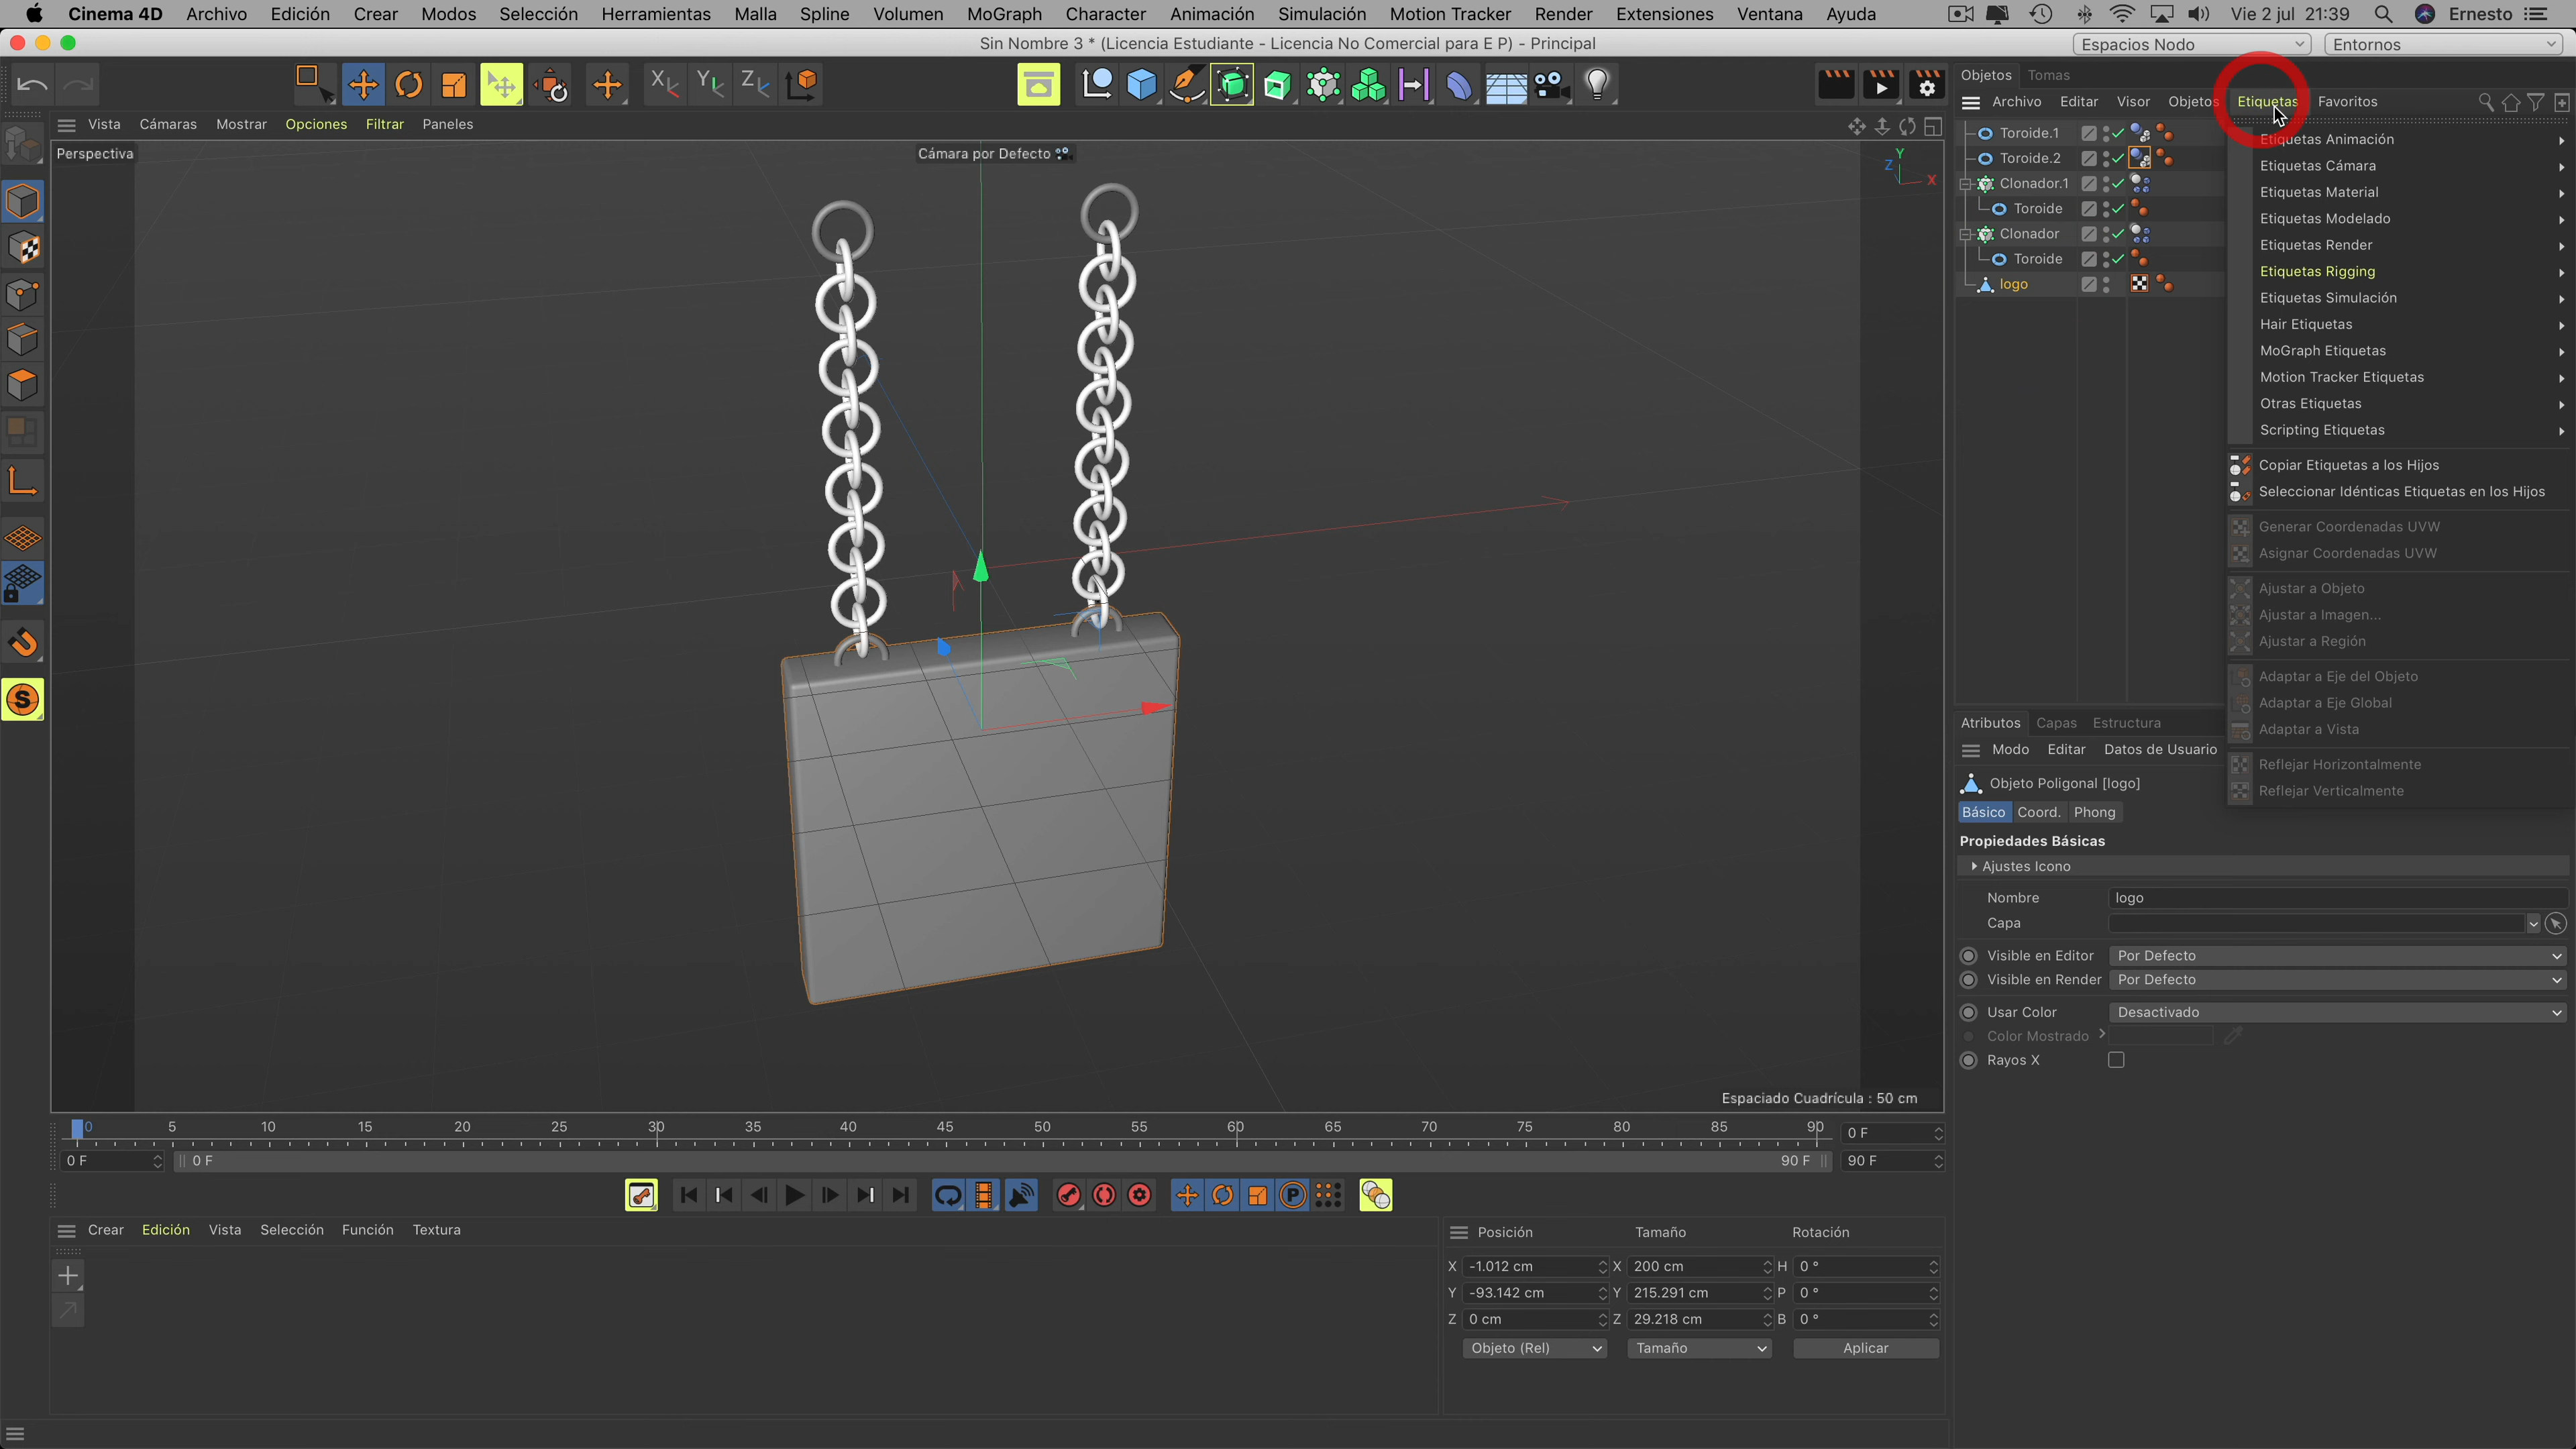 Cinema 4D Archivo Edición Crear Modos Selección Herramientas Malla Spline Volumen MoGraph Character Animación Simulación Motion Tracker Render Extensiones Ventana Ayuda Vie 2 jul 21:39 Ernesto
Sin Nombre 3 * (Licencia Estudiante - Licencia No Comercial para E P) - Principal
Espacios Nodo Entornos
Objetos Tomas
Archivo Editar Visor Objetos Etiquetas Favoritos
Vista Cámaras Mostrar Opciones Filtrar Paneles
Perspectiva
Cámara por Defecto
Y
Z
X
Toroide.1
Toroide.2
Clonador.1
Toroide
Clonador
Toroide
logo
Etiquetas Animación
Etiquetas Cámara
Etiquetas Material
Etiquetas Modelado
Etiquetas Render
Etiquetas Rigging
Etiquetas Simulación
Hair Etiquetas
MoGraph Etiquetas
Motion Tracker Etiquetas
Otras Etiquetas
Scripting Etiquetas
Copiar Etiquetas a los Hijos
Seleccionar Idénticas Etiquetas en los Hijos
Generar Coordenadas UVW
Asignar Coordenadas UVW
Ajustar a Objeto
Ajustar a Imagen...
Ajustar a Región
Adaptar a Eje del Objeto
Adaptar a Eje Global
Adaptar a Vista
Reflejar Horizontalmente
Reflejar Verticalmente
Atributos Capas Estructura
Modo Editar Datos de Usuario
Objeto Poligonal [logo]
Básico Coord. Phong
Propiedades Básicas
Ajustes Icono
Nombre logo
Capa
Visible en Editor Por Defecto
Visible en Render Por Defecto
Usar Color Desactivado
Color Mostrado
Rayos X
Espaciado Cuadrícula : 50 cm
0 5 10 15 20 25 30 35 40 45 50 55 60 65 70 75 80 85 90 0 F
0 F 0 F 90 F 90 F
Crear Edición Vista Selección Función Textura
Posición Tamaño Rotación
X -1.012 cm X 200 cm H 0 °
Y -93.142 cm Y 215.291 cm P 0 °
Z 0 cm Z 29.218 cm B 0 °
Objeto (Rel) Tamaño Aplicar